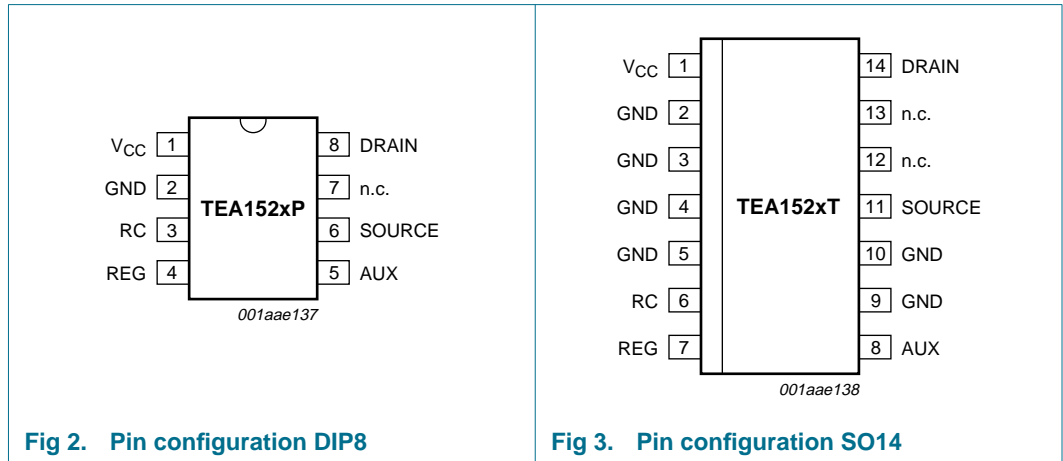 VCC 1
GND 2
RC 3
REG 4
TEA152xP
8 DRAIN
7 n.c.
6 SOURCE
5 AUX
001aae137
Fig 2. Pin configuration DIP8
VCC 1
GND 2
GND 3
GND 4
GND 5
RC 6
REG 7
TEA152xT
14 DRAIN
13 n.c.
12 n.c.
11 SOURCE
10 GND
9 GND
8 AUX
001aae138
Fig 3. Pin configuration SO14